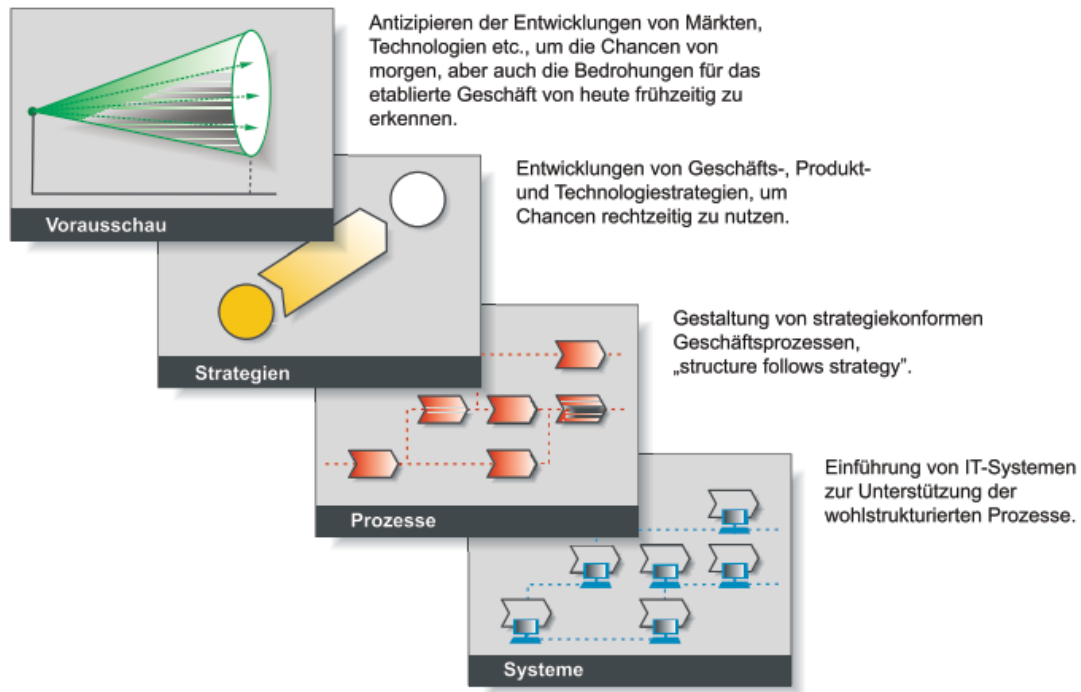 Antizipieren der Entwicklungen von Märkten,
Technologien etc., um die Chancen von
morgen, aber auch die Bedrohungen für das
etablierte Geschäft von heute frühzeitig zu
erkennen.
Vorausschau
Entwicklungen von Geschäfts-, Produkt-
und Technologiestrategien, um
Chancen rechtzeitig zu nutzen.
Strategien
Gestaltung von strategiekonformen
Geschäftsprozessen,
„structure follows strategy”.
Prozesse
Einführung von IT-Systemen
zur Unterstützung der
wohlstrukturierten Prozesse.
Systeme